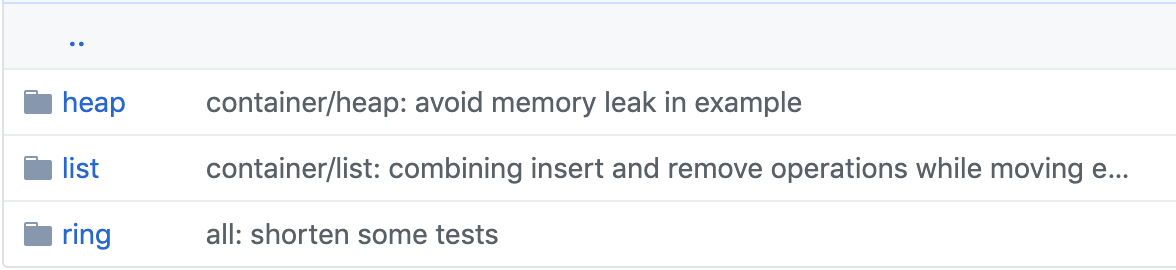 ..
heap container/heap: avoid memory leak in example
list container/list: combining insert and remove operations while moving e...
ring all: shorten some tests